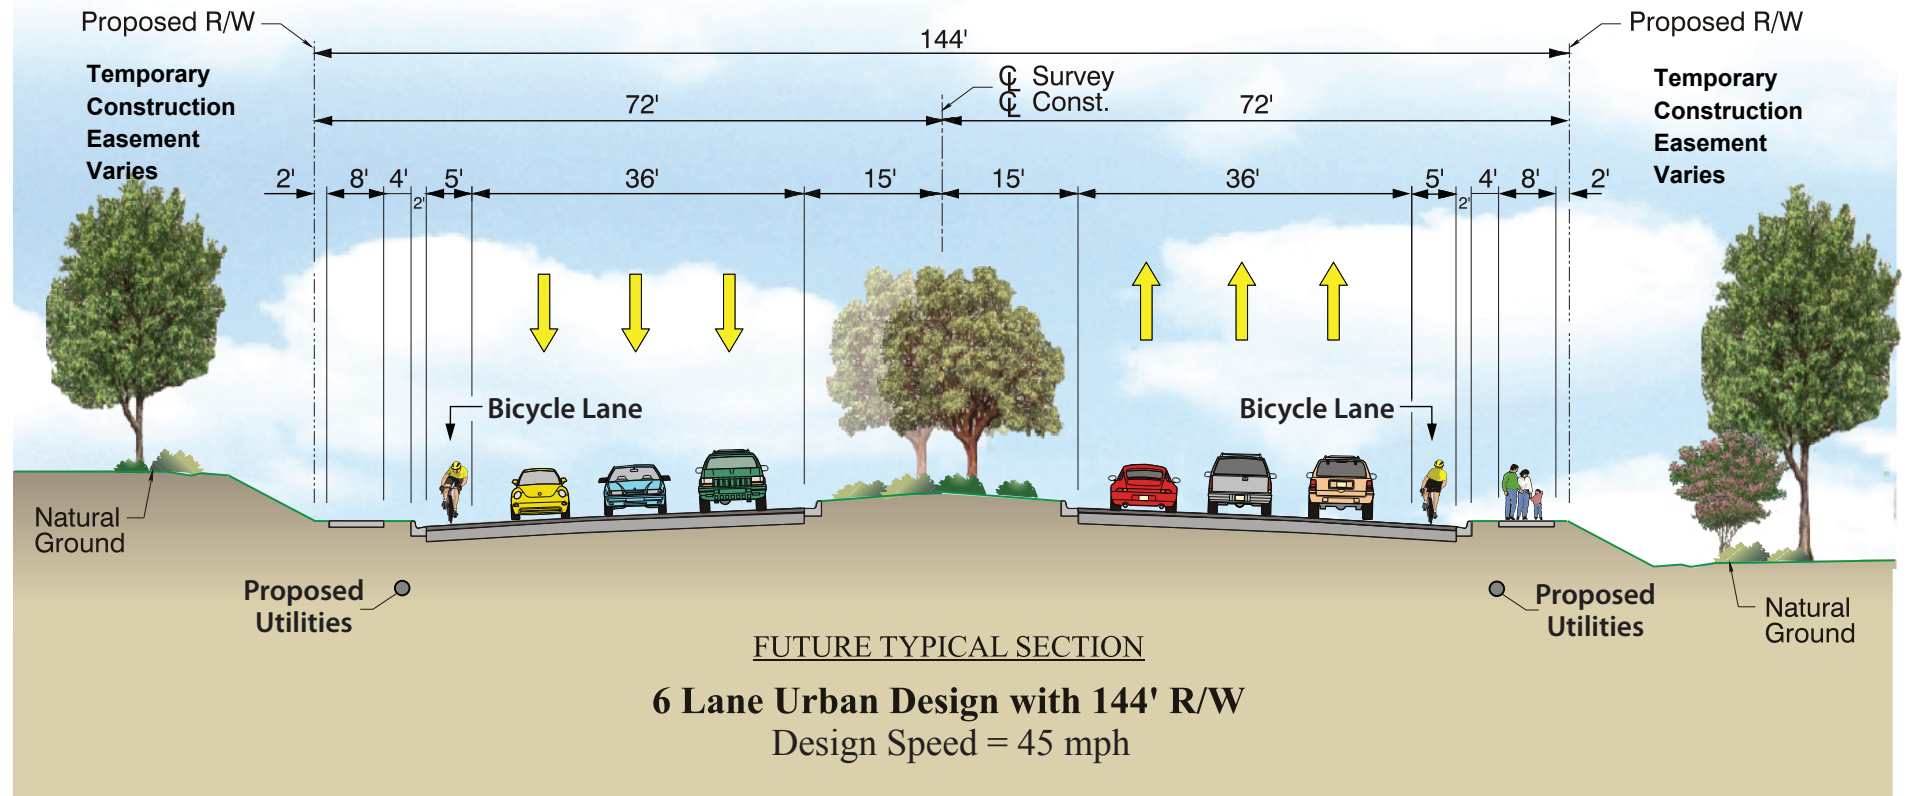 Proposed R/W
Proposed R/W
144'
Temporary
Construction
Easement
Varies
℄ Survey
℄ Const.
Temporary
Construction
Easement
Varies
72'
72'
2' 8' 4' 2' 5' 36' 15' 15' 36' 5' 2' 4' 8' 2'
Bicycle Lane
Bicycle Lane
Natural
Ground
Proposed
Utilities
Proposed
Utilities
Natural
Ground
FUTURE TYPICAL SECTION
6 Lane Urban Design with 144' R/W
Design Speed = 45 mph